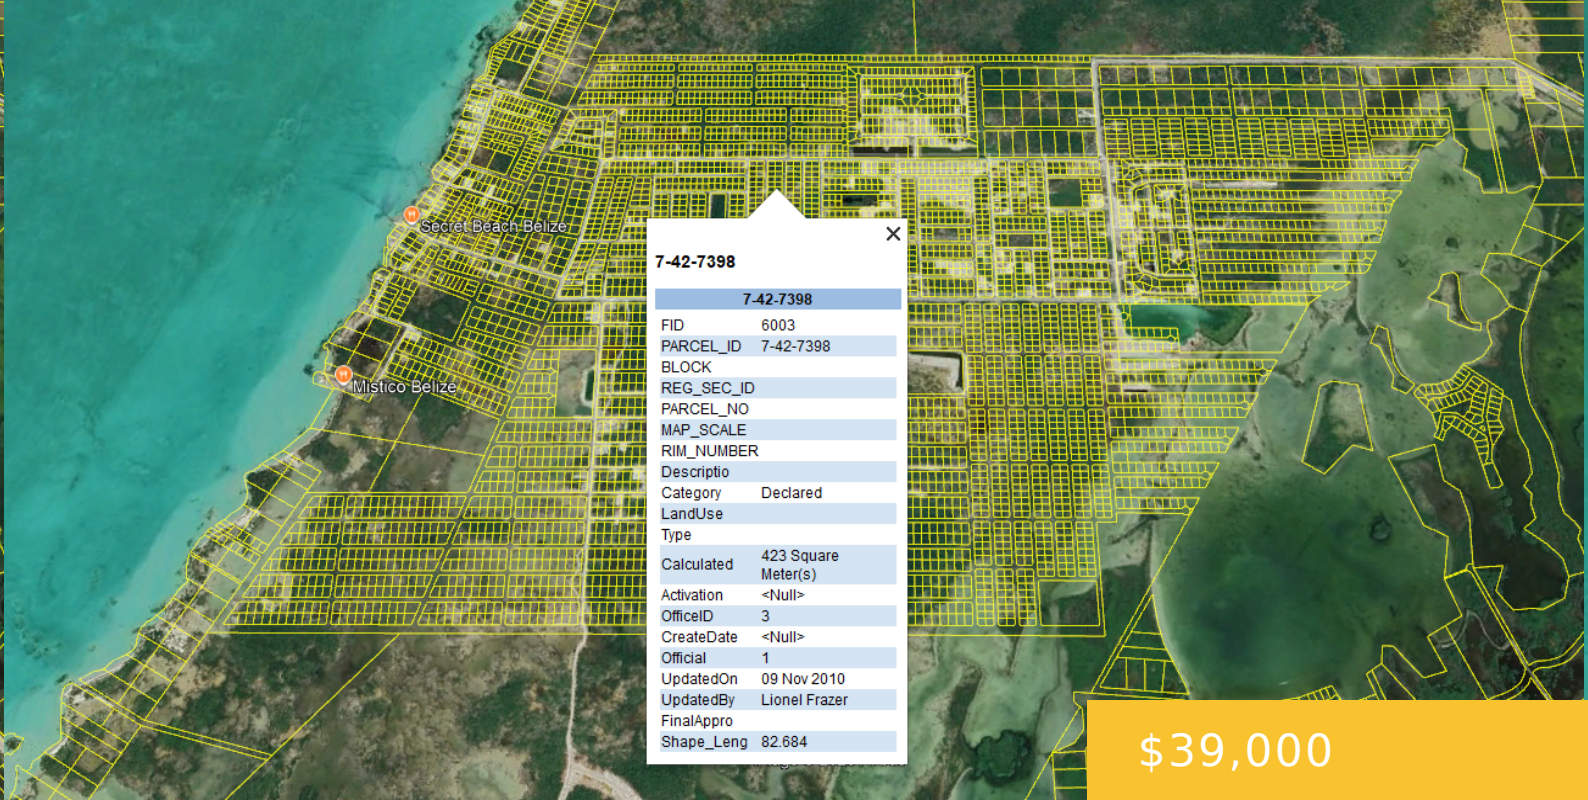 Secret Beach Belize
Mistico Belize
7-42-7398
7-42-7398
FID 6003
PARCEL_ID 7-42-7398
BLOCK
REG_SEC_ID
PARCEL_NO
MAP_SCALE
RIM_NUMBER
Descriptio
Category Declared
LandUse
Type
Calculated 423 Square
Meter(s)
Activation <Null>
OfficeID 3
CreateDate <Null>
Official 1
UpdatedOn 09 Nov 2010
UpdatedBy Lionel Frazer
FinalAppro
Shape_Leng 82.684
$39,000